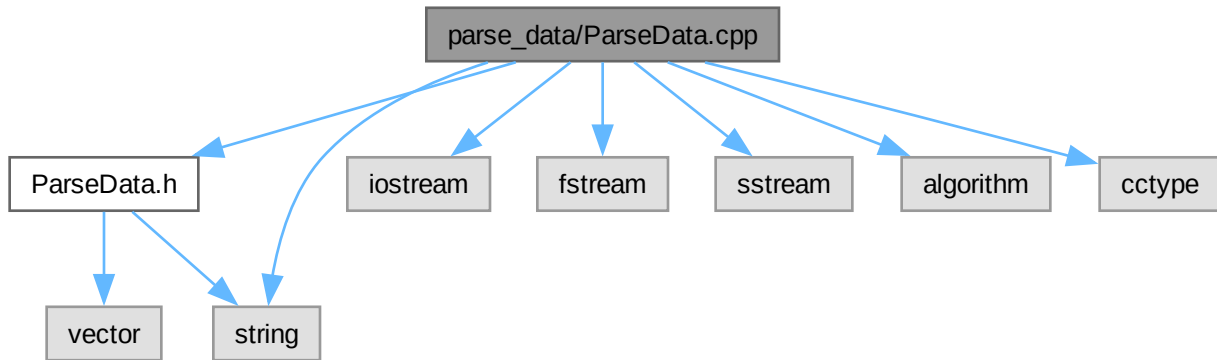 parse_data/ParseData.cpp
ParseData.h
iostream
fstream
sstream
algorithm
cctype
vector
string